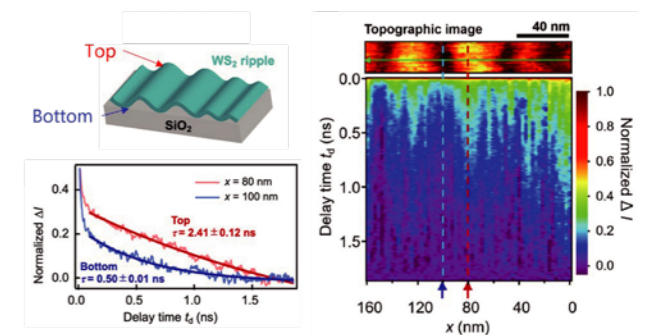 Top
WS₂ ripple
Bottom
SiO₂
Normalized ΔI
0.4
0.2
0.0
x = 80 nm
x = 100 nm
Top
τ = 2.41±0.12 ns
Bottom
τ = 0.50±0.01 ns
0.0 0.5 1.0 1.5
Delay time t_d (ns)
Topographic image
40 nm
Delay time t_d (ns)
0.0
0.5
1.0
1.5
160 120 80 40 0
x (nm)
1.0
0.8
0.6
0.4
0.2
0.0
Normalized Δ I